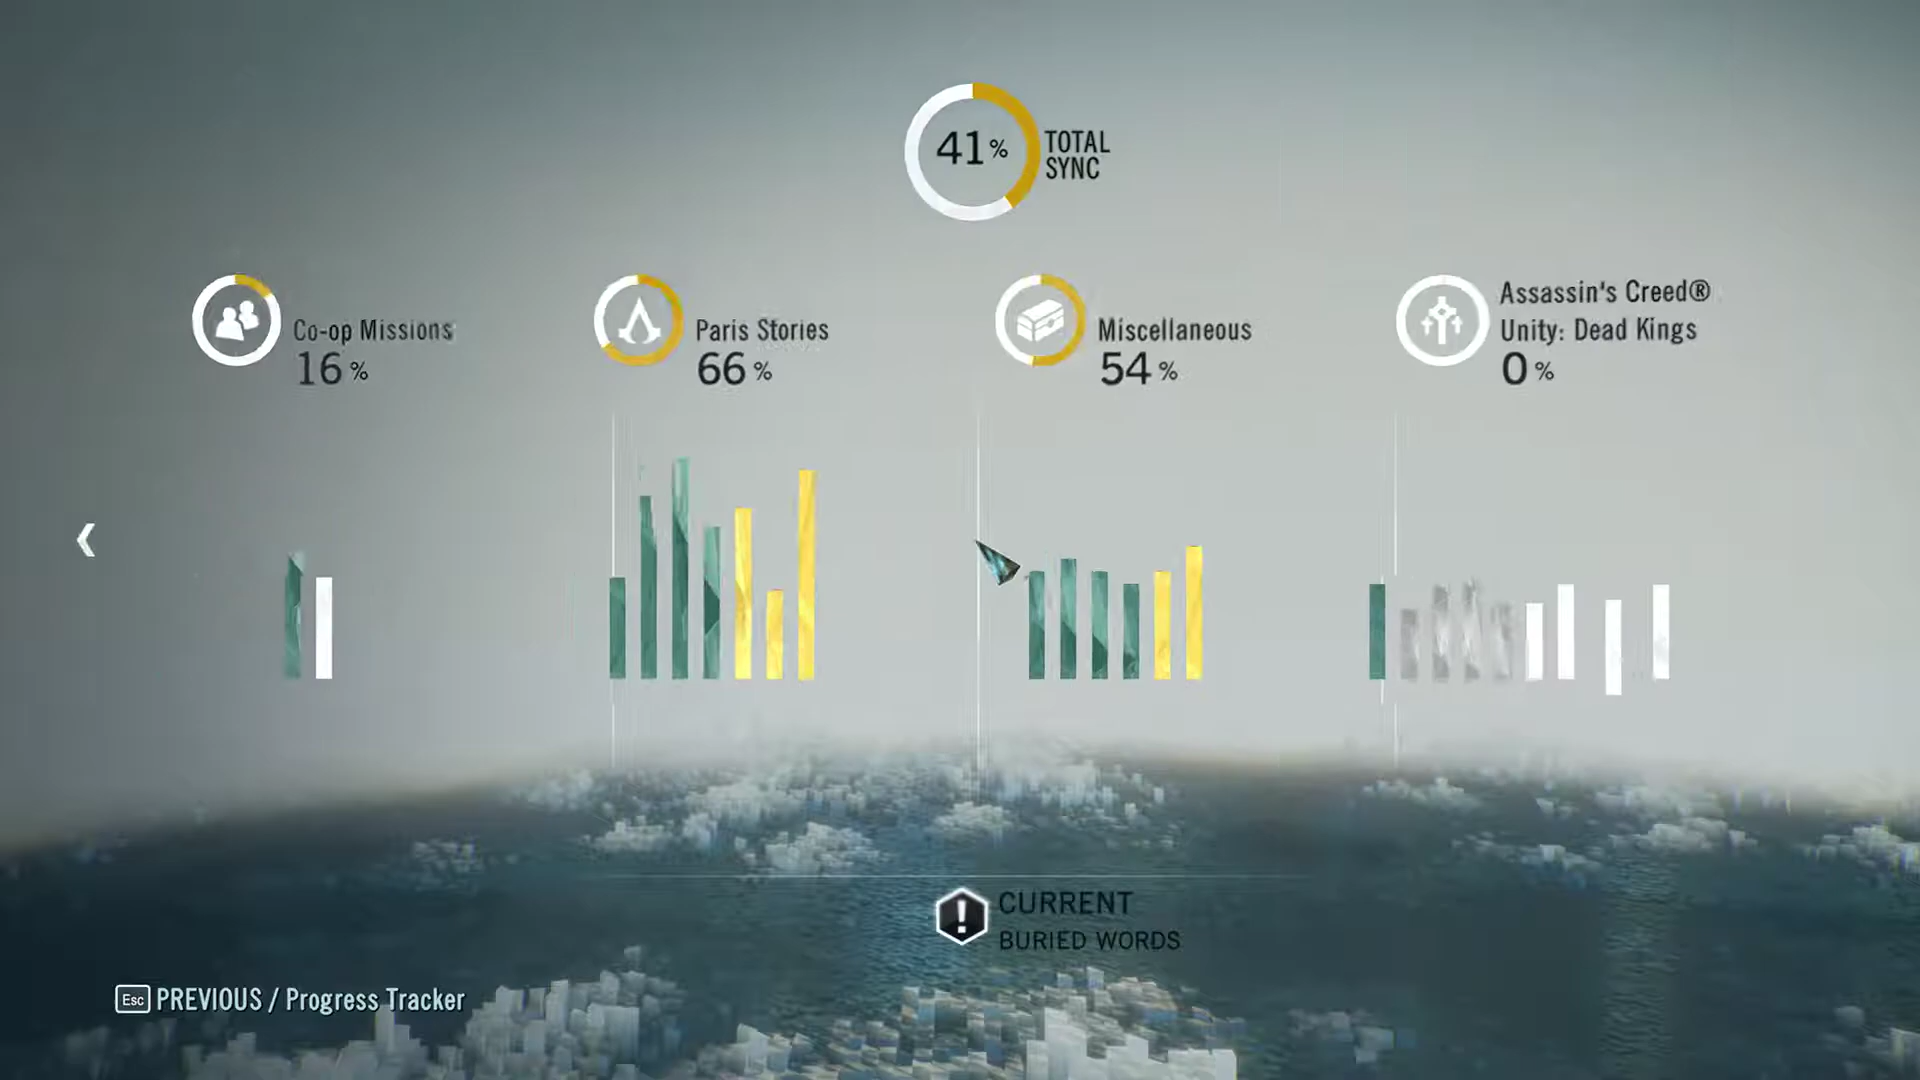 41%
TOTAL
SYNC
Co-op Missions
16 %
Paris Stories
66 %
Miscellaneous
54 %
Assassin's Creed®
Unity: Dead Kings
0 %
CURRENT
BURIED WORDS
Esc PREVIOUS / Progress Tracker